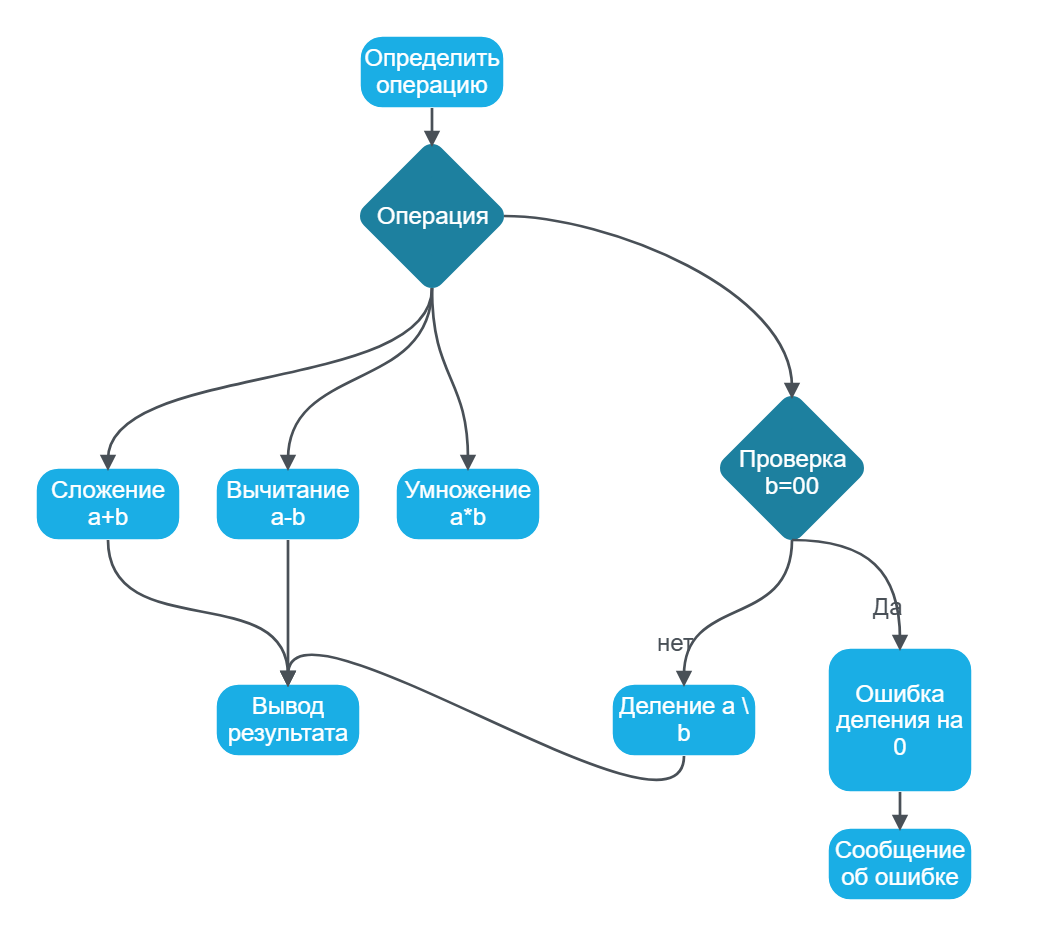 Определить
операцию
Операция
Сложение
a+b
Вычитание
a-b
Умножение
a*b
Проверка
b=00
нет
Да
Вывод
результата
Деление a \
b
Ошибка
деления на
0
Сообщение
об ошибке